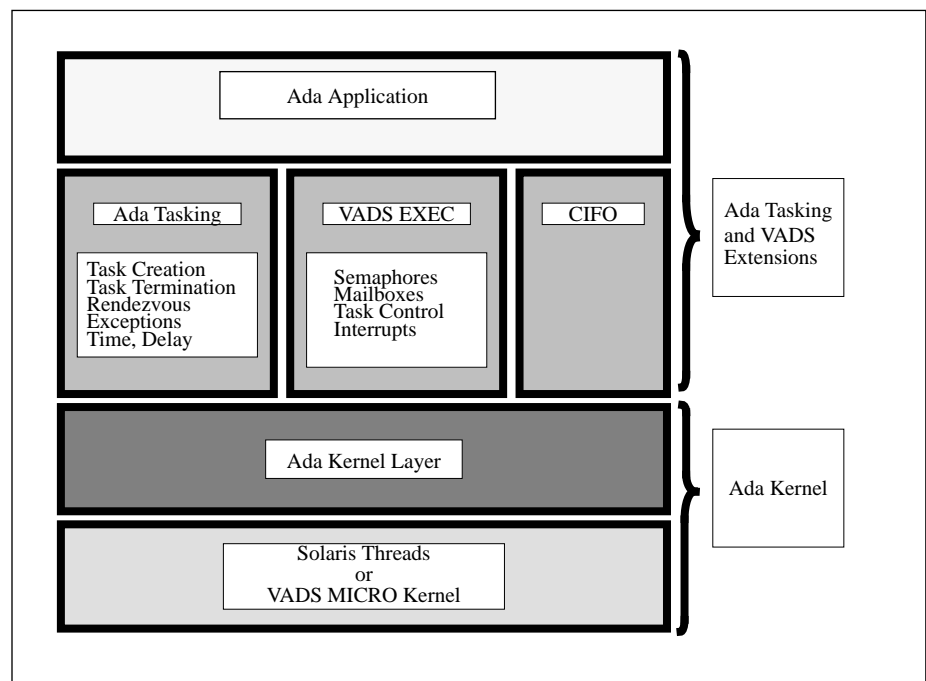 Ada Application
Ada Tasking
Task Creation
Task Termination
Rendezvous
Exceptions
Time, Delay
VADS EXEC
Semaphores
Mailboxes
Task Control
Interrupts
CIFO
Ada Tasking
and VADS
Extensions
Ada Kernel Layer
Solaris Threads
or
VADS MICRO Kernel
Ada Kernel